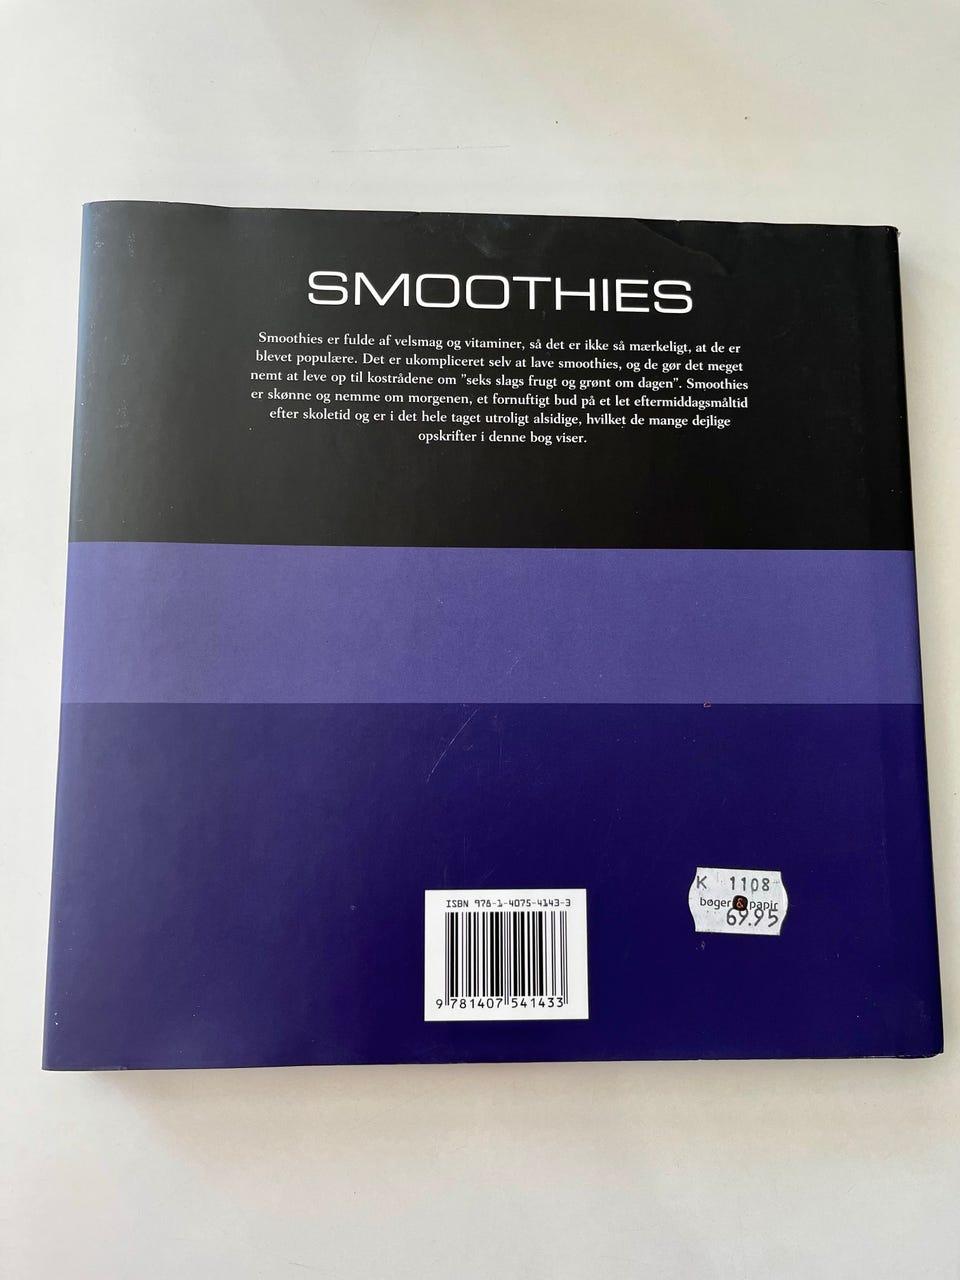 SMOOTHIES
Smoothies er fulde af velsmag og vitaminer, så det er ikke så mærkeligt, at de er
blevet populære. Det er ukompliceret selv at lave smoothies, og de gør det meget
nemt at leve op til kostrådene om "seks slags frugt og grønt om dagen". Smoothies
er skønne og nemme om morgenen, et fornuftigt bud på et let eftermiddagsmåltid
efter skoletid og er i det hele taget utroligt alsidige, hvilket de mange dejlige
opskrifter i denne bog viser.
K 1108
bøger & papir
69.95
ISBN 978-1-4075-4143-3
9 781407 541433